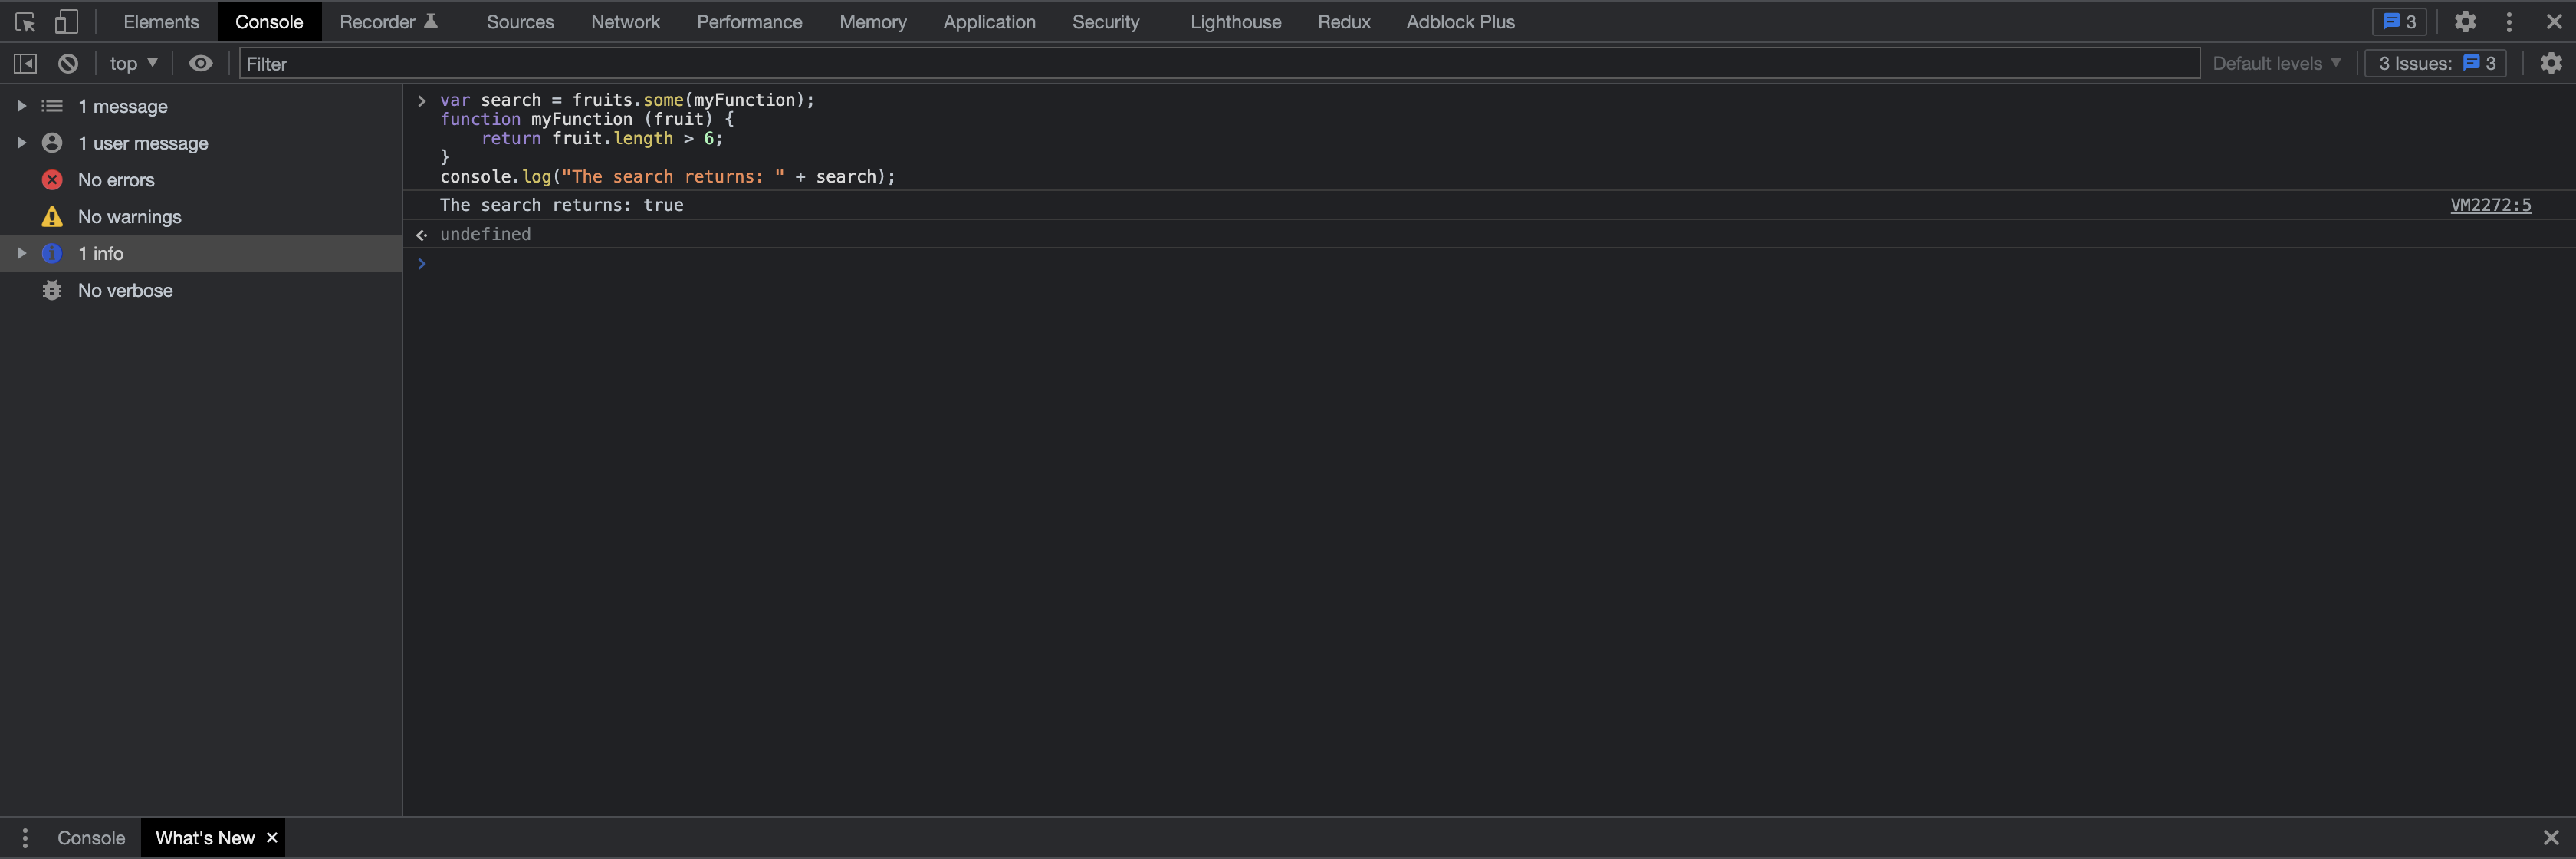 Elements Console Recorder Sources Network Performance Memory Application Security Lighthouse Redux Adblock Plus 3
top Filter Default levels 3 Issues: 3
1 message
1 user message
No errors
No warnings
1 info
No verbose
var search = fruits.some(myFunction);
function myFunction (fruit) {
    return fruit.length > 6;
}
console.log("The search returns: " + search);
The search returns: true VM2272:5
undefined
Console What's New